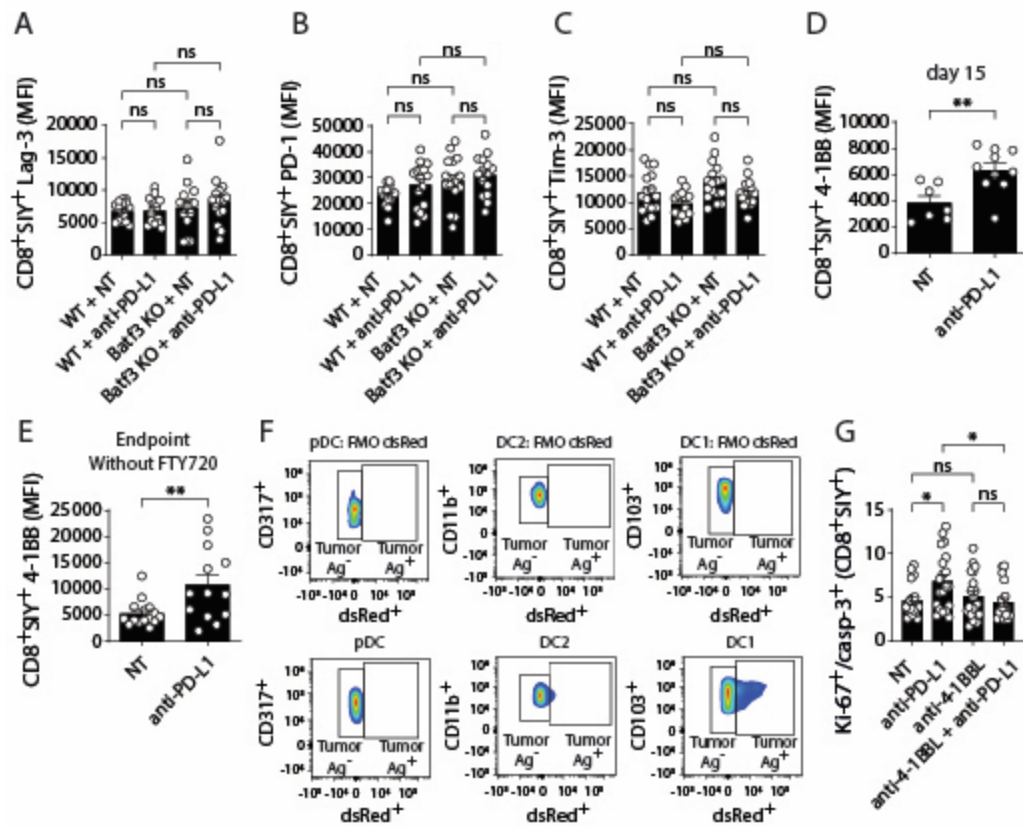 A
CD8+SIY+ Lag-3 (MFI)
ns
ns
ns
ns
20000
15000
10000
5000
0
WT + NT
WT + anti-PD-L1
Batf3 KO + NT
Batf3 KO + anti-PD-L1
B
CD8+SIY+ PD-1 (MFI)
ns
ns
ns
ns
50000
40000
30000
20000
10000
0
WT + NT
WT + anti-PD-L1
Batf3 KO + NT
Batf3 KO + anti-PD-L1
C
CD8+SIY+ Tim-3 (MFI)
ns
ns
ns
ns
25000
20000
15000
10000
5000
0
WT + NT
WT + anti-PD-L1
Batf3 KO + NT
Batf3 KO + anti-PD-L1
D
day 15
**
CD8+SIY+ 4-1BB (MFI)
10000
8000
6000
4000
2000
0
NT
anti-PD-L1
E
Endpoint
Without FTY720
**
CD8+SIY+ 4-1BB (MFI)
25000
20000
15000
10000
5000
0
NT
anti-PD-L1
F
pDC: FMO dsRed
CD317+
Tumor Ag-
Tumor Ag+
dsRed+
DC2: FMO dsRed
CD11b+
Tumor Ag-
Tumor Ag+
dsRed+
DC1: FMO dsRed
CD103+
Tumor Ag-
Tumor Ag+
dsRed+
pDC
CD317+
Tumor Ag-
Tumor Ag+
dsRed+
DC2
CD11b+
Tumor Ag-
Tumor Ag+
dsRed+
DC1
CD103+
Tumor Ag-
Tumor Ag+
dsRed+
G
Ki-67+/casp-3+ (CD8+SIY+)
*
ns
*
ns
15
10
5
0
NT
anti-PD-L1
anti-4-1BBL
anti-4-1BBL + anti-PD-L1